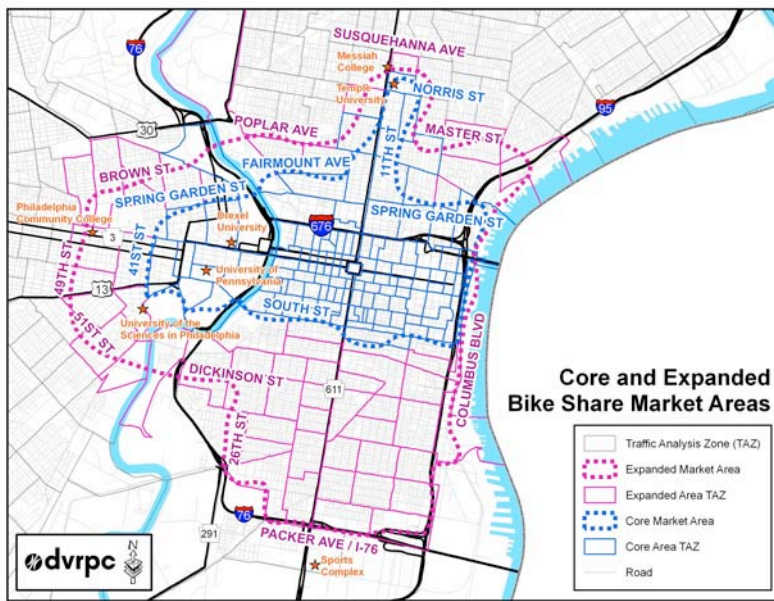 SUSQUEHANNA AVE
76
Messiah
College
95
Temple
University
NORRIS ST
30
POPLAR AVE
MASTER ST
11TH ST
FAIRMOUNT AVE
BROWN ST
SPRING GARDEN ST
Philadelphia
Community College
Drexel
University
676
SPRING GARDEN ST
3
41ST ST
49TH ST
University of
Pennsylvania
13
SOUTH ST
University of the
Sciences in Philadelphia
51ST ST
COLUMBUS BLVD
DICKINSON ST
611
26TH ST
76
291
PACKER AVE / I-76
Sports
Complex
dvrpc
N
Core and Expanded
Bike Share Market Areas
Traffic Analysis Zone (TAZ)
Expanded Market Area
Expanded Area TAZ
Core Market Area
Core Area TAZ
Road